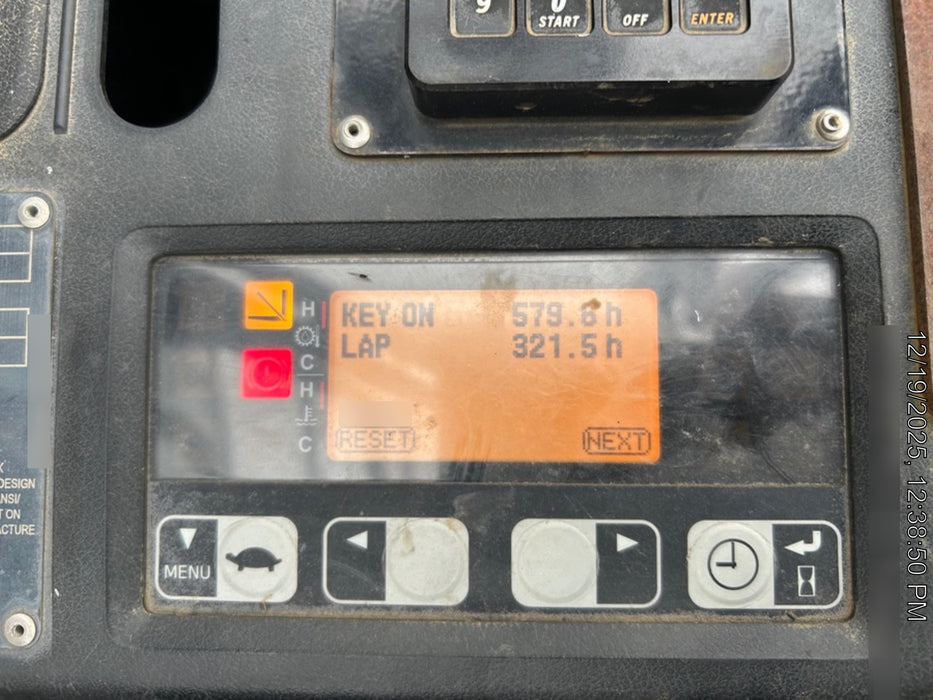 9
0
START
OFF
ENTER
H
C
H
C
KEY ON 579.6 h
LAP 321.5 h
RESET
NEXT
X
DESIGN
ANSI/
T ON
ACTURE
MENU
12/19/2025, 12:38:50 PM